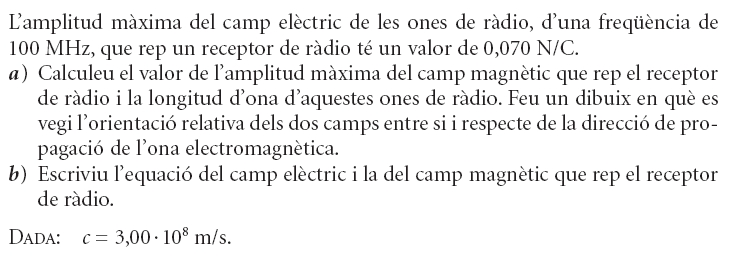 L’amplitud màxima del camp elèctric de les ones de ràdio, d’una freqüència de
100 MHz, que rep un receptor de ràdio té un valor de 0,070 N/C.
a) Calculeu el valor de l’amplitud màxima del camp magnètic que rep el receptor
de ràdio i la longitud d’ona d’aquestes ones de ràdio. Feu un dibuix en què es
vegi l’orientació relativa dels dos camps entre si i respecte de la direcció de pro-
pagació de l’ona electromagnètica.
b) Escriviu l’equació del camp elèctric i la del camp magnètic que rep el receptor
de ràdio.
DADA: c = 3,00 · 10⁸ m/s.